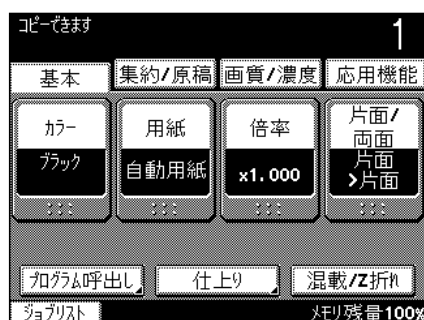 コピーできます
1
基本 集約/原稿 画質/濃度 応用機能
カラー 用紙 倍率 片面/両面
ブラック 自動用紙 x1.000 片面>片面
プログラム呼出し 仕上り 混載/Z折れ
ジョブリスト メモリ残量100%